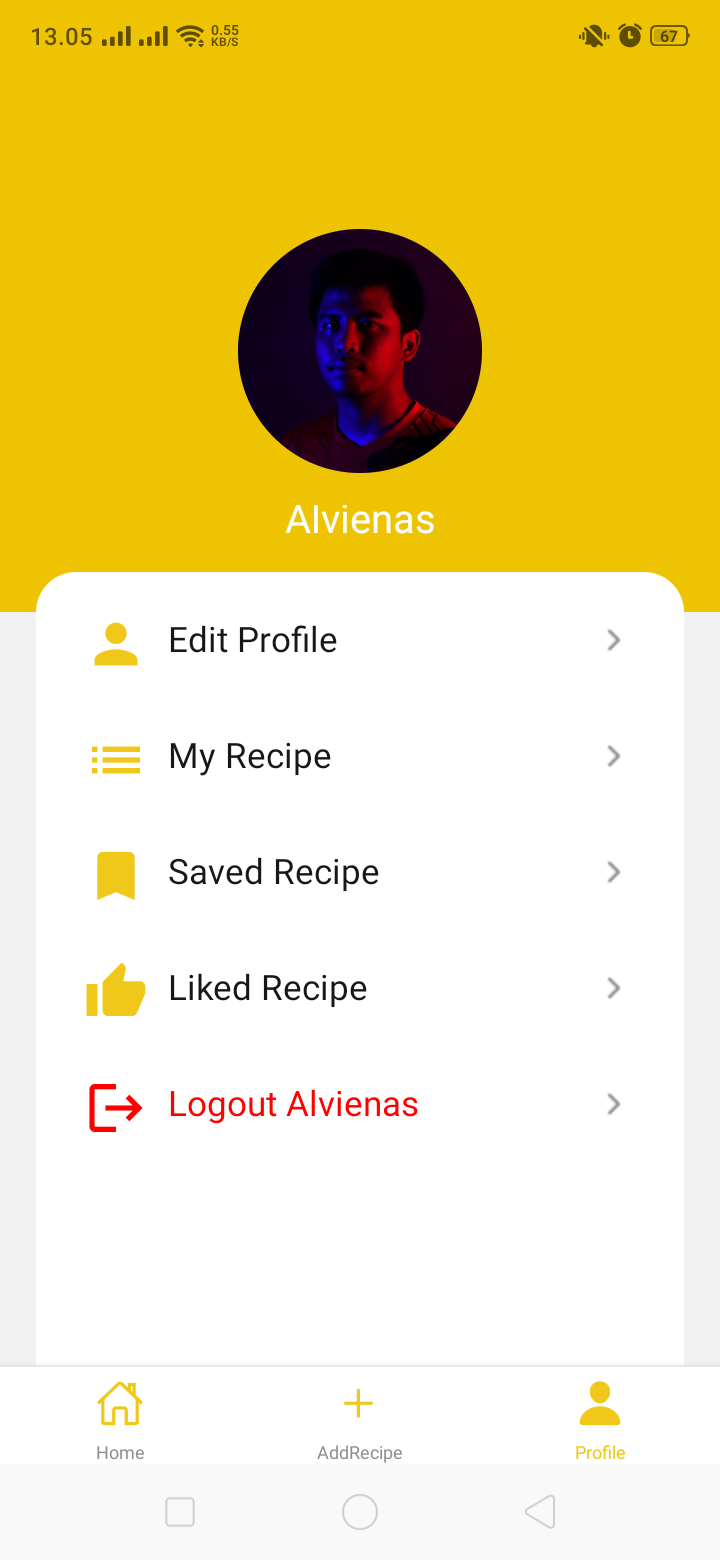 13.05 0.55 KB/S 67
Alvienas
Edit Profile
My Recipe
Saved Recipe
Liked Recipe
Logout Alvienas
Home AddRecipe Profile